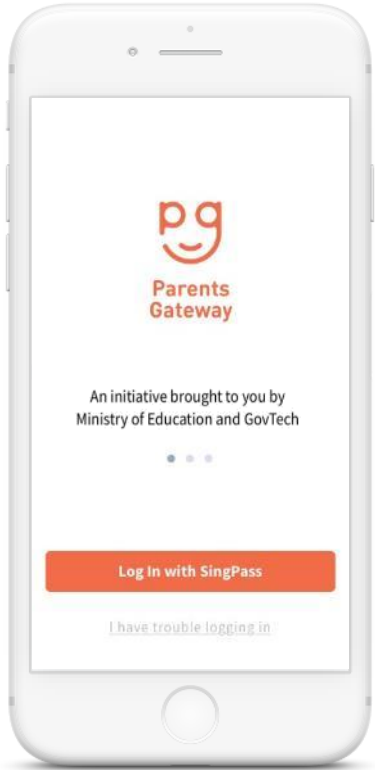 pg
Parents
Gateway
An initiative brought to you by
Ministry of Education and GovTech
Log In with SingPass
I have trouble logging in